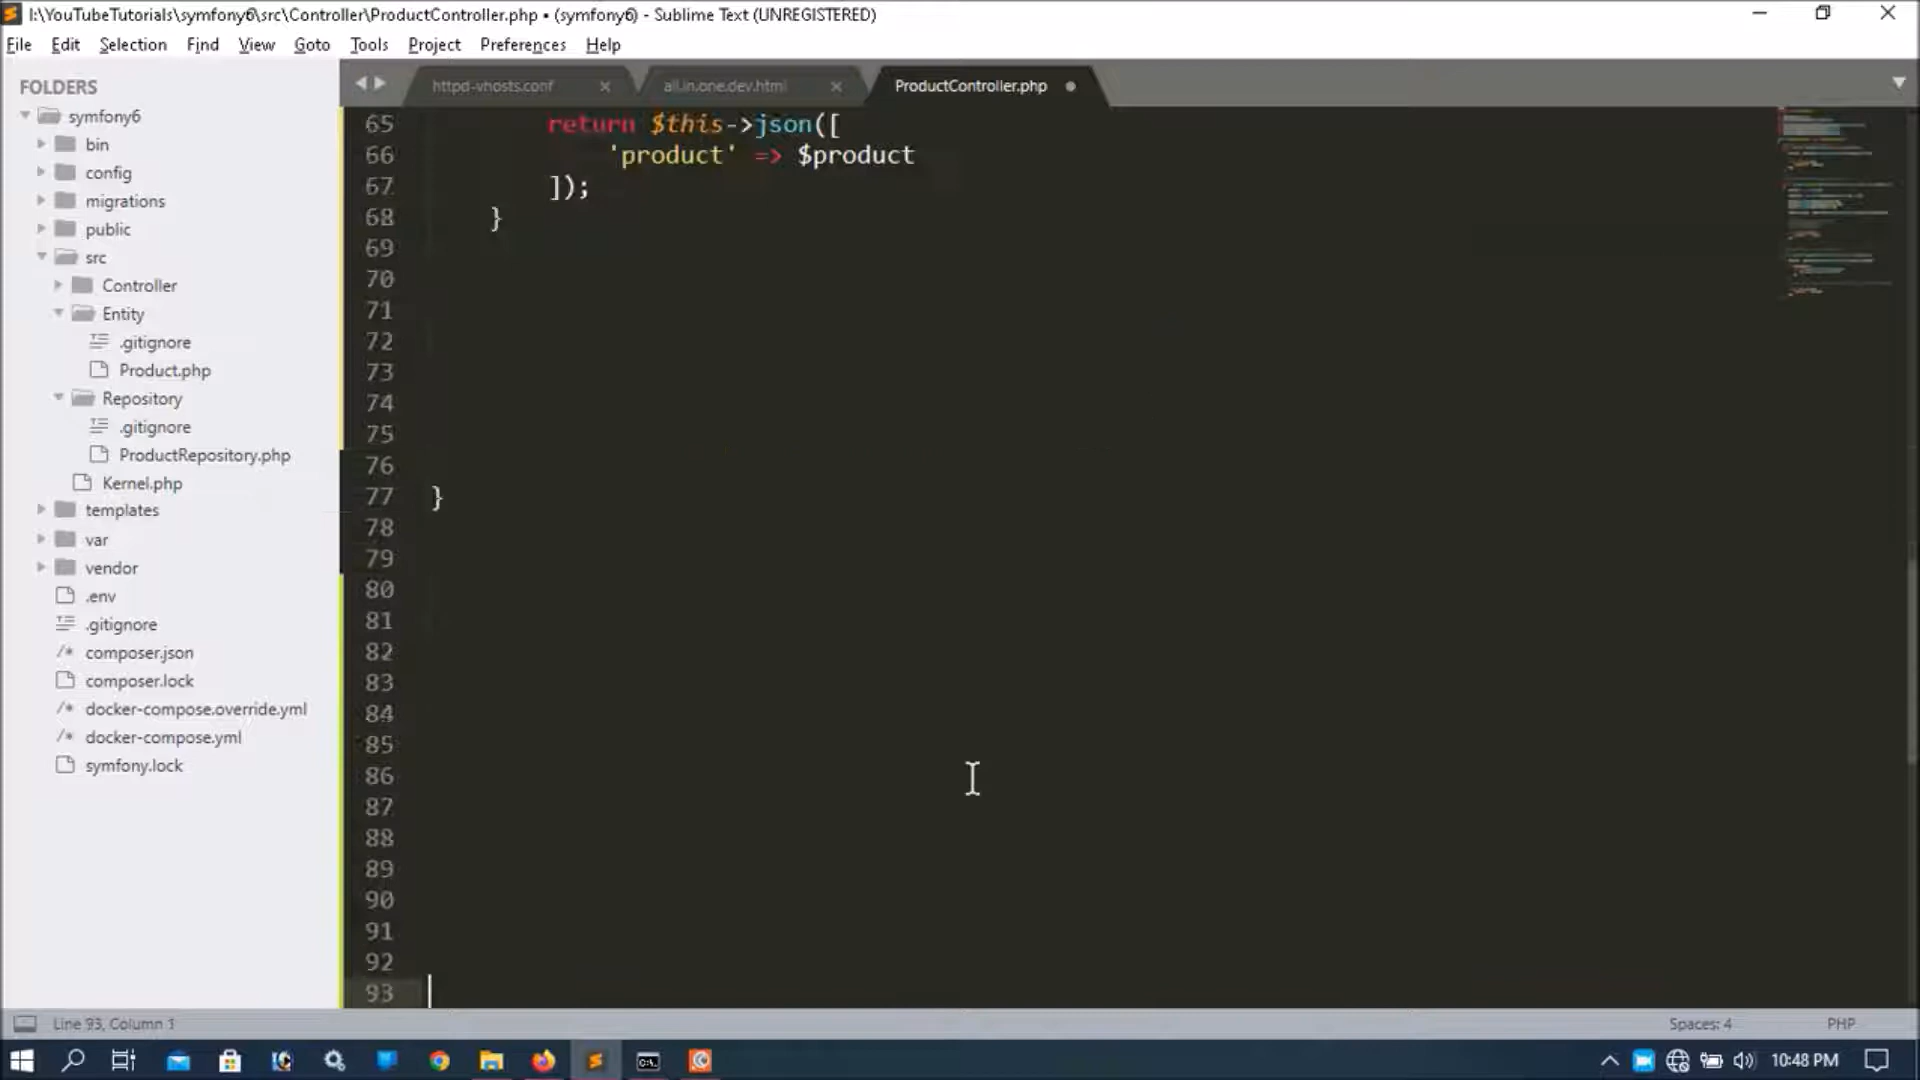 I:\YouTubeTutorials\symfony6\src\Controller\ProductController.php • (symfony6) - Sublime Text (UNREGISTERED)
File Edit Selection Find View Goto Tools Project Preferences Help
FOLDERS
symfony6
bin
config
migrations
public
src
Controller
Entity
.gitignore
Product.php
Repository
.gitignore
ProductRepository.php
Kernel.php
templates
var
vendor
.env
.gitignore
composer.json
composer.lock
docker-compose.override.yml
docker-compose.yml
symfony.lock
httpd-vhosts.conf all.in.one.dev.html ProductController.php
65 return $this->json([
66 'product' => $product
67 ]);
68 }
69
70
71
72
73
74
75
76
77 }
78
79
80
81
82
83
84
85
86
87
88
89
90
91
92
93
Line 93, Column 1 Spaces: 4 PHP
10:48 PM